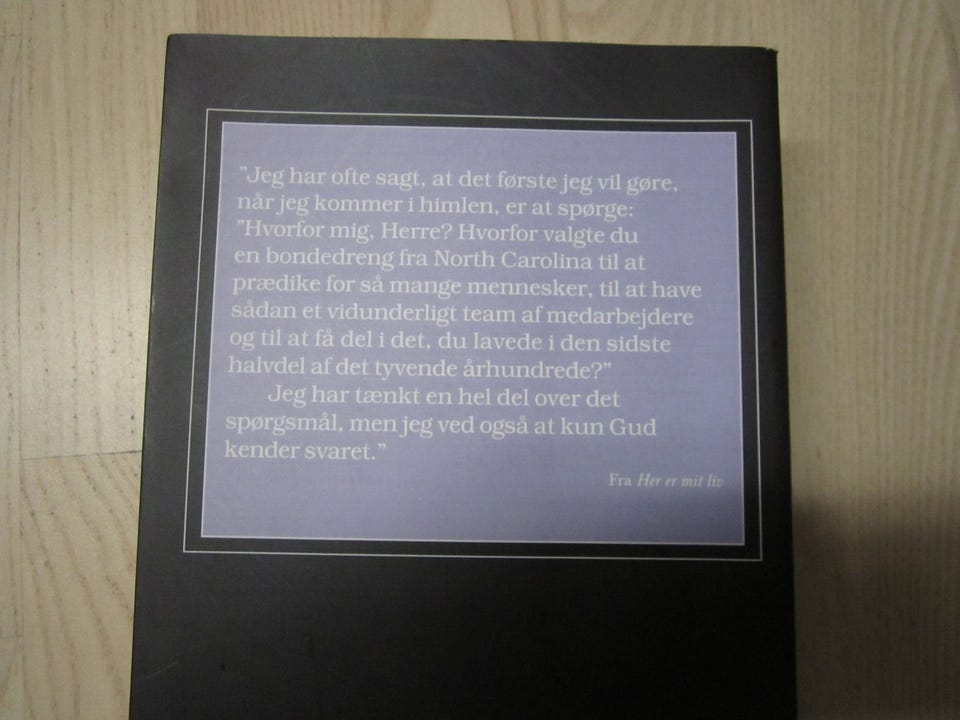 ”Jeg har ofte sagt, at det første jeg vil gøre,
når jeg kommer i himlen, er at spørge:
”Hvorfor mig, Herre? Hvorfor valgte du
en bondedreng fra North Carolina til at
prædike for så mange mennesker, til at have
sådan et vidunderligt team af medarbejdere
og til at få del i det, du lavede i den sidste
halvdel af det tyvende århundrede?”
Jeg har tænkt en hel del over det
spørgsmål, men jeg ved også at kun Gud
kender svaret.”
Fra Her er mit liv